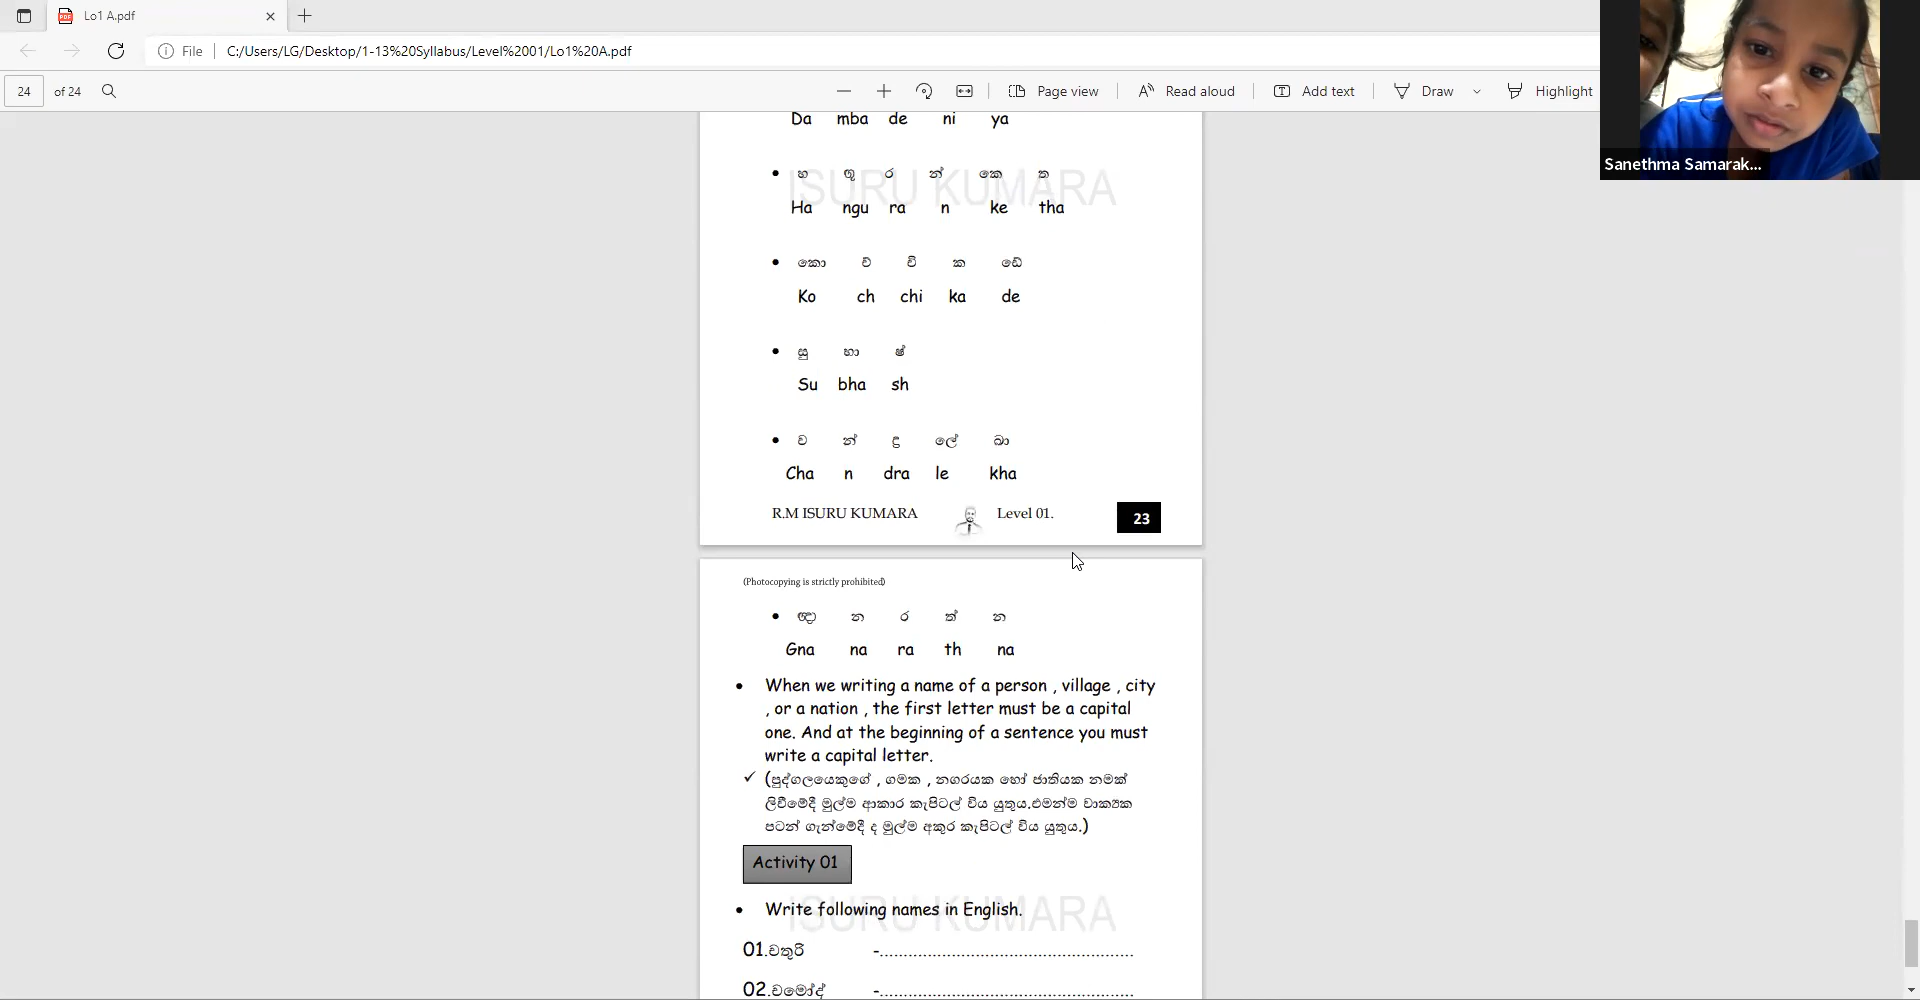 Lo1 A.pdf
File C:/Users/LG/Desktop/1-13%20Syllabus/Level%2001/Lo1%20A.pdf
24 of 24 Page view Read aloud Add text Draw Highlight
Sanethma Samarak...
Da mba de ni ya
ISURU KUMARA
• හ ඟු ර න් කෙ ත
Ha ngu ra n ke tha
• කො ච් චි ක ඩේ
Ko ch chi ka de
• සු භා ෂ්
Su bha sh
• ච න් ද්‍ර ලේ ඛා
Cha n dra le kha
R.M ISURU KUMARA Level 01. 23
(Photocopying is strictly prohibited)
• ඥා න ර ත් න
Gna na ra th na
• When we writing a name of a person , village , city
, or a nation , the first letter must be a capital
one. And at the beginning of a sentence you must
write a capital letter.
✓ (පුද්ගලයෙකුගේ , ගමක , නගරයක හෝ ජාතියක නමක්
ලිවීමේදී මුල්ම ආකාර කැපිටල් විය යුතුය.එමන්ම වාක්‍යක
පටන් ගැන්මේදී ද මුල්ම අකුර කැපිටල් විය යුතුය.)
Activity 01
ISURU KUMARA
• Write following names in English.
01.චතුරි -....................................................
02.චමෝද් -....................................................